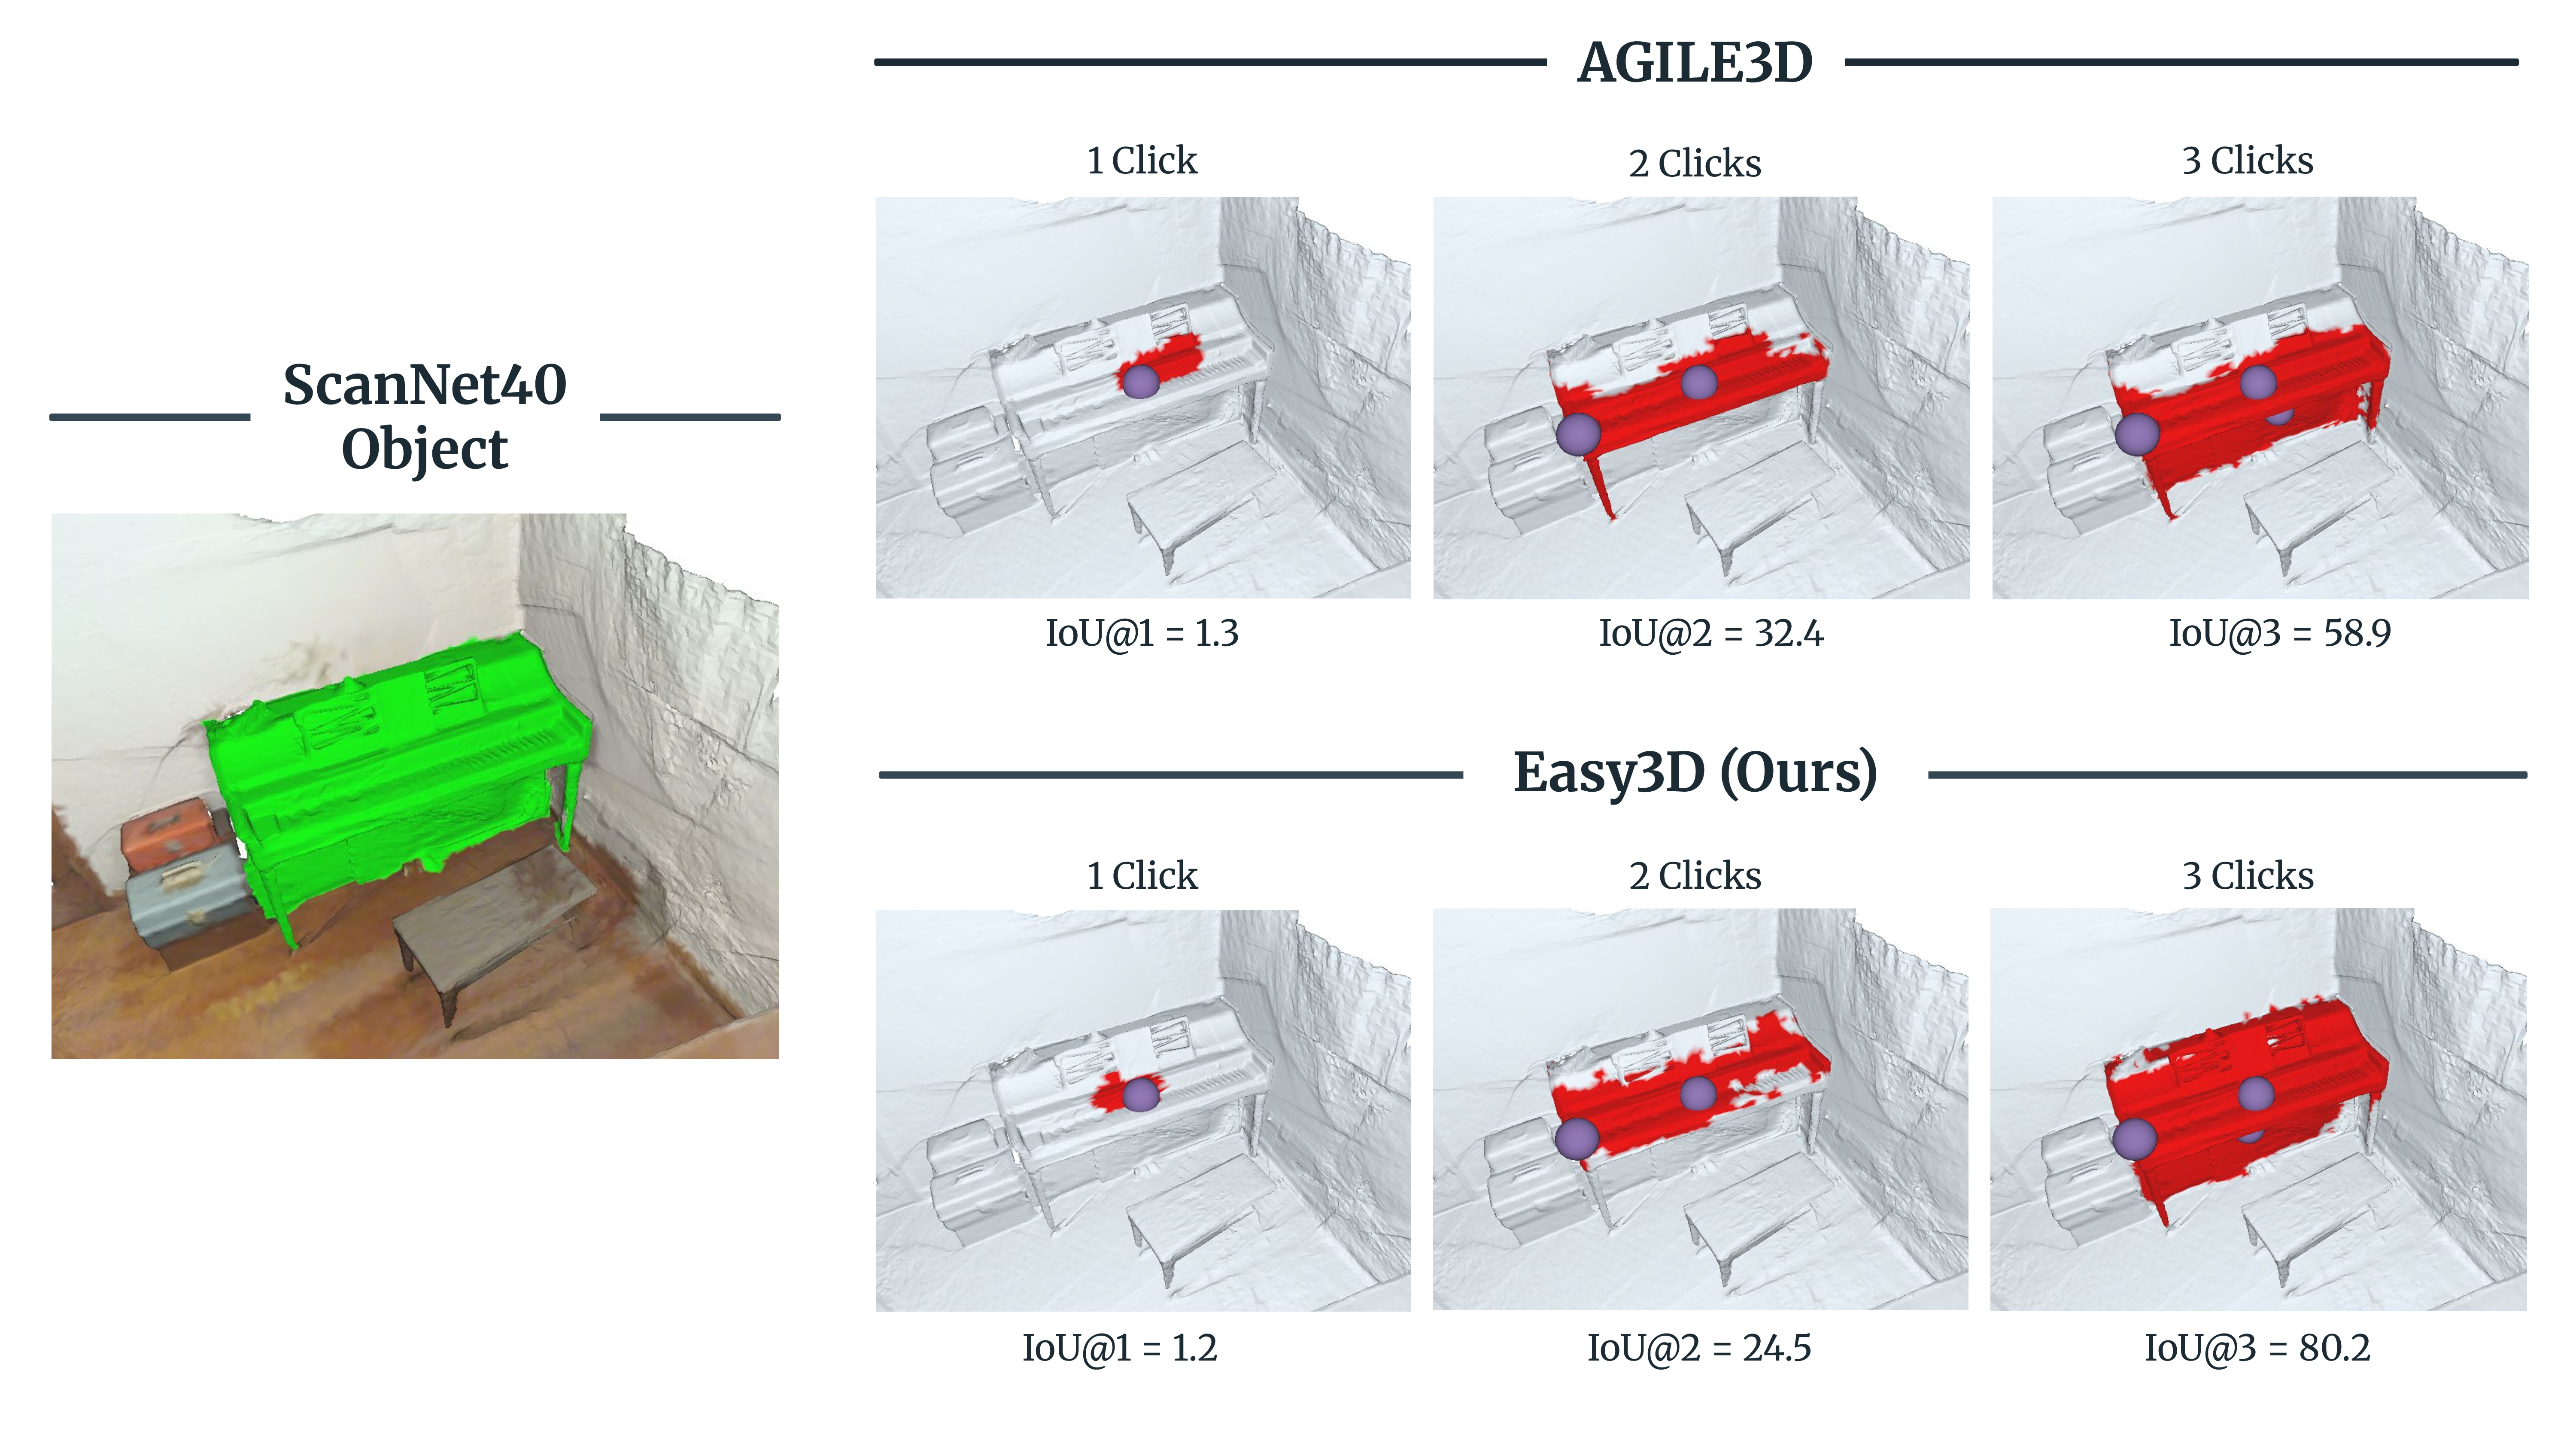 AGILE3D
1 Click
2 Clicks
3 Clicks
IoU@1 = 1.3
IoU@2 = 32.4
IoU@3 = 58.9
ScanNet40
Object
Easy3D (Ours)
1 Click
2 Clicks
3 Clicks
IoU@1 = 1.2
IoU@2 = 24.5
IoU@3 = 80.2